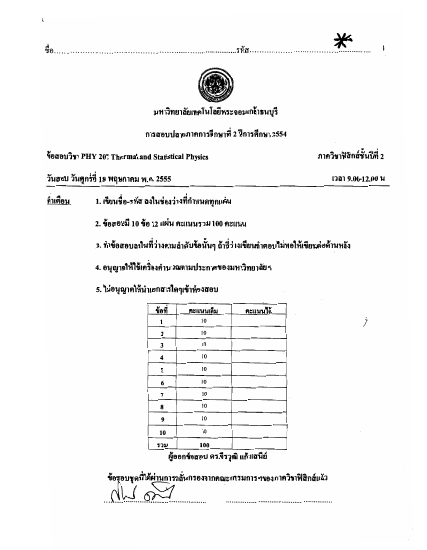 ชื่อ..............................................................รหัส............................................ 1
มหาวิทยาลัยเทคโนโลยีพระจอมเกล้าธนบุรี
การสอบปลายภาคการศึกษาที่ 2 ปีการศึกษา 2554
ข้อสอบวิชา PHY 207 Thermal and Statistical Physics ภาควิชาฟิสิกส์ชั้นปีที่ 2
วันสอบ วันศุกร์ที่ พฤษภาคม พ.ศ. 2555 เวลา 9.00-12.00 น
คำเตือน 1. เขียนชื่อ-รหัส ลงในช่องว่างที่กำหนดทุกแผ่น
2. ข้อสอบมี 10 ข้อ 12 แผ่น คะแนนรวม 100 คะแนน
3. ทำข้อสอบลงในที่ว่างตามลำดับข้อนั้นๆ ถ้าที่ว่างเขียนคำตอบไม่พอให้เขียนต่อด้านหลัง
4. อนุญาตให้ใช้เครื่องคำนวณตามประกาศของมหาวิทยาลัยฯ
5. ไม่อนุญาตให้นำเอกสารใดๆเข้าห้องสอบ
ข้อที่ คะแนนเต็ม คะแนนได้
1 10
2 10
3 10
4 10
5 10
6 10
7 10
8 10
9 10
10 10
รวม 100
ผู้ออกข้อสอบ ดร.
ข้อสอบชุดนี้ได้ผ่านการกลั่นกรองจากคณะกรรมการฯของภาควิชาฟิสิกส์แล้ว